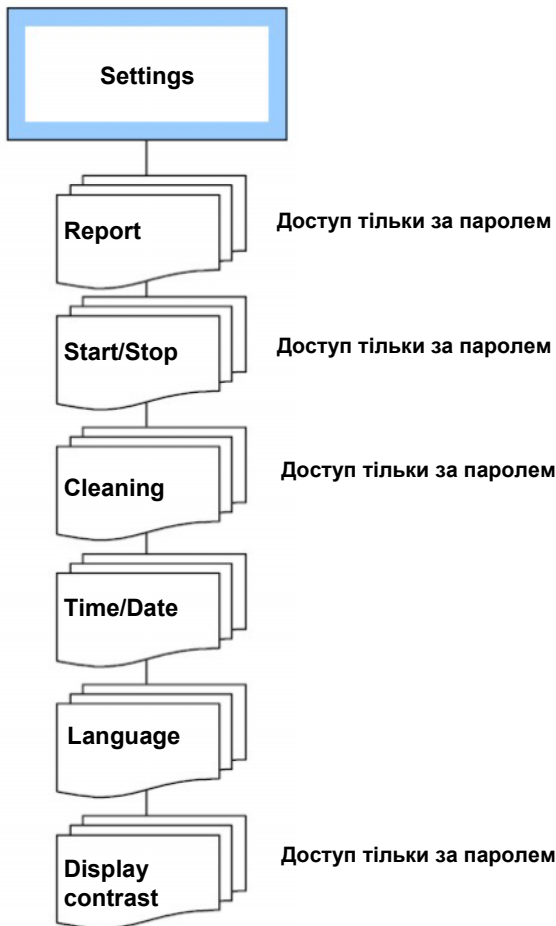 Settings
Report
Доступ тільки за паролем
Start/Stop
Доступ тільки за паролем
Cleaning
Доступ тільки за паролем
Time/Date
Language
Display
contrast
Доступ тільки за паролем